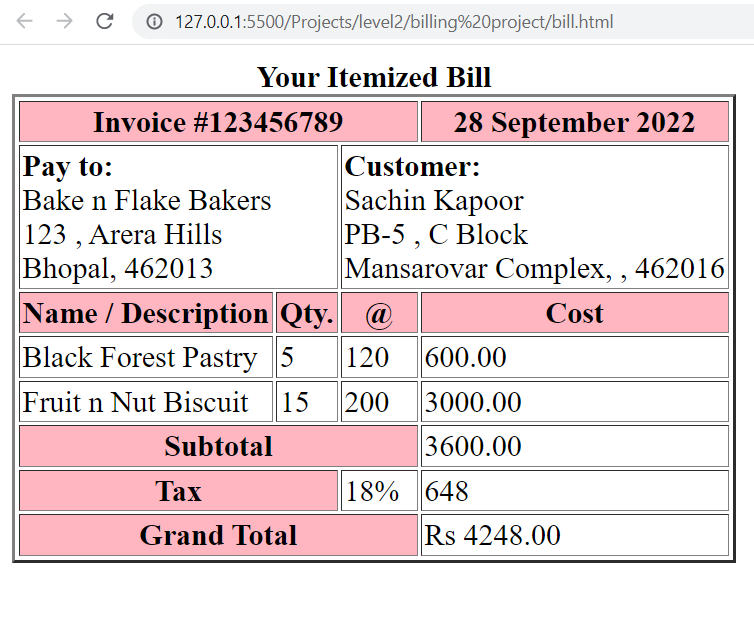 127.0.0.1:5500/Projects/level2/billing%20project/bill.html
Your Itemized Bill
Invoice #123456789 28 September 2022
Pay to:
Bake n Flake Bakers
123 , Arera Hills
Bhopal, 462013
Customer:
Sachin Kapoor
PB-5 , C Block
Mansarovar Complex, , 462016
Name / Description Qty. @ Cost
Black Forest Pastry 5 120 600.00
Fruit n Nut Biscuit 15 200 3000.00
Subtotal 3600.00
Tax 18% 648
Grand Total Rs 4248.00